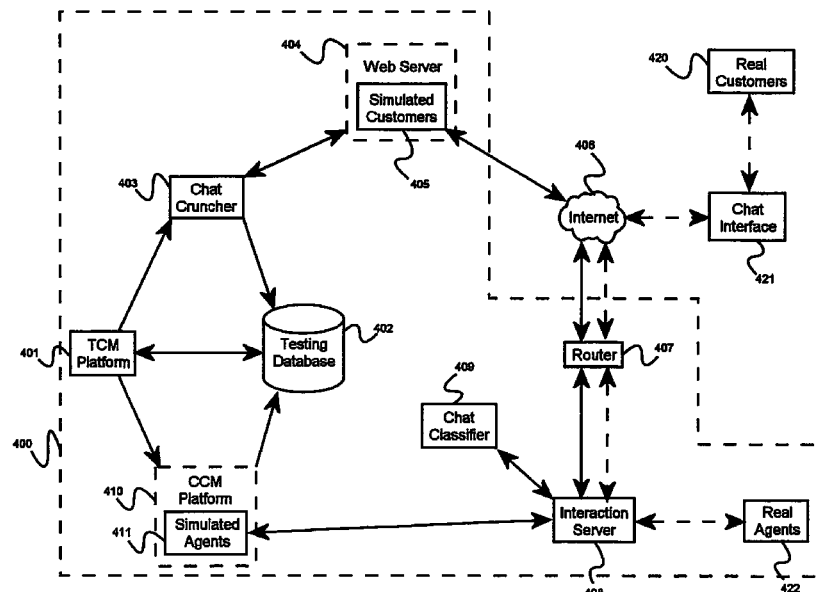 404
Web Server
Simulated
Customers
405
420
Real
Customers
403
Chat
Cruncher
406
Internet
Chat
Interface
421
401
TCM
Platform
Testing
Database
402
Router
407
409
Chat
Classifier
400
410
CCM
Platform
411
Simulated
Agents
Interaction
Server
Real
Agents
422